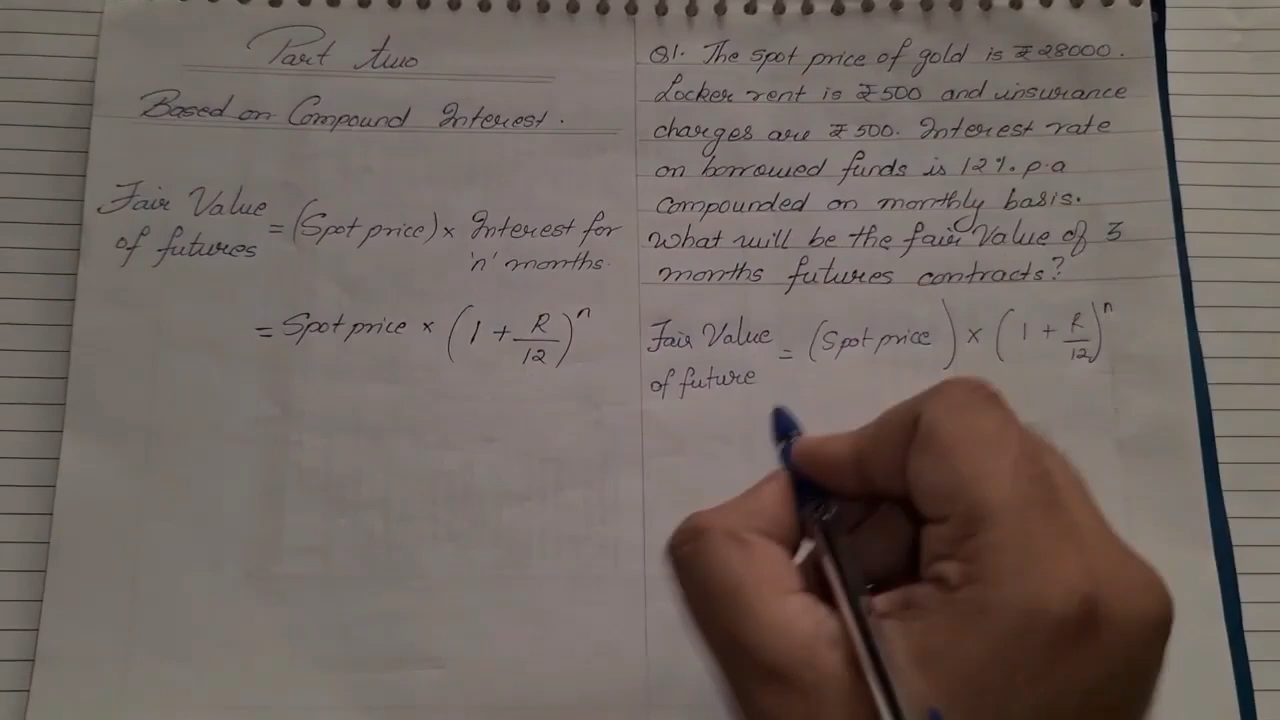 Part two
Based on Compound Interest.
Fair Value of futures = (Spot price) × Interest for 'n' months.
= Spot price × (1 + R/12)^n
Q1. The spot price of gold is ₹28000.
Locker rent is ₹500 and insurance
charges are ₹500. Interest rate
on borrowed funds is 12%. p.a
compounded on monthly basis.
What will be the fair Value of 3
months futures contracts?
Fair Value of future = (Spot price) × (1 + R/12)^n